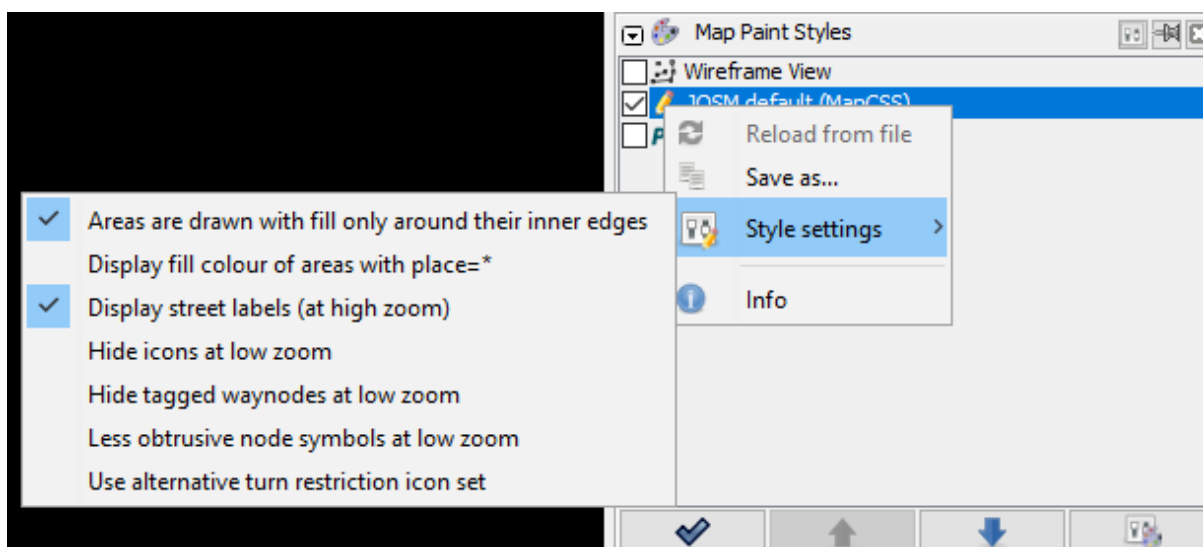 Map Paint Styles
Wireframe View
JOSM default (MapCSS)
P
Reload from file
Save as...
Style settings
Info
Areas are drawn with fill only around their inner edges
Display fill colour of areas with place=*
Display street labels (at high zoom)
Hide icons at low zoom
Hide tagged waynodes at low zoom
Less obtrusive node symbols at low zoom
Use alternative turn restriction icon set